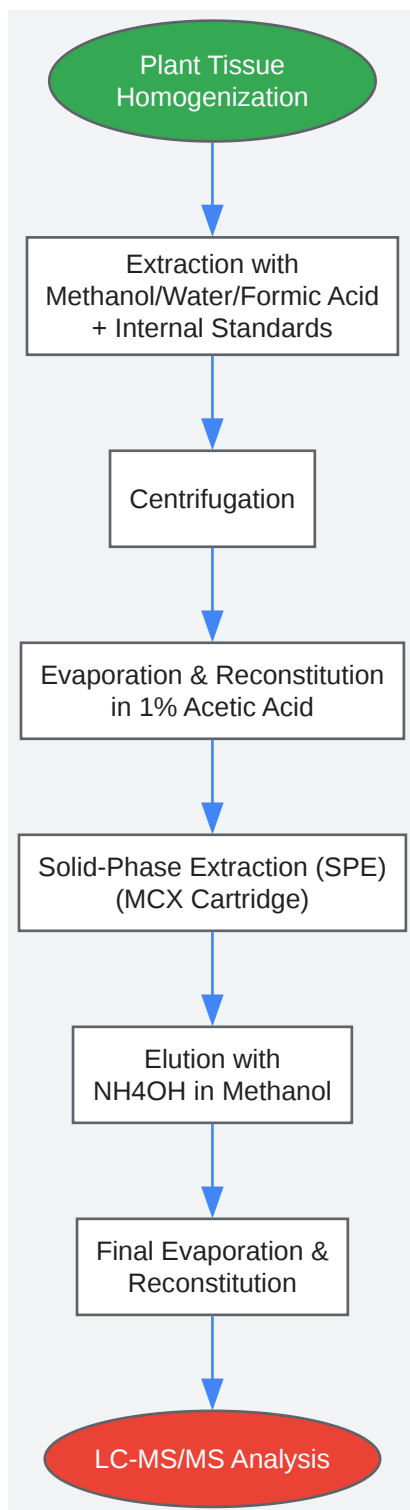 Plant Tissue
Homogenization
Extraction with
Methanol/Water/Formic Acid
+ Internal Standards
Centrifugation
Evaporation & Reconstitution
in 1% Acetic Acid
Solid-Phase Extraction (SPE)
(MCX Cartridge)
Elution with
NH4OH in Methanol
Final Evaporation &
Reconstitution
LC-MS/MS Analysis